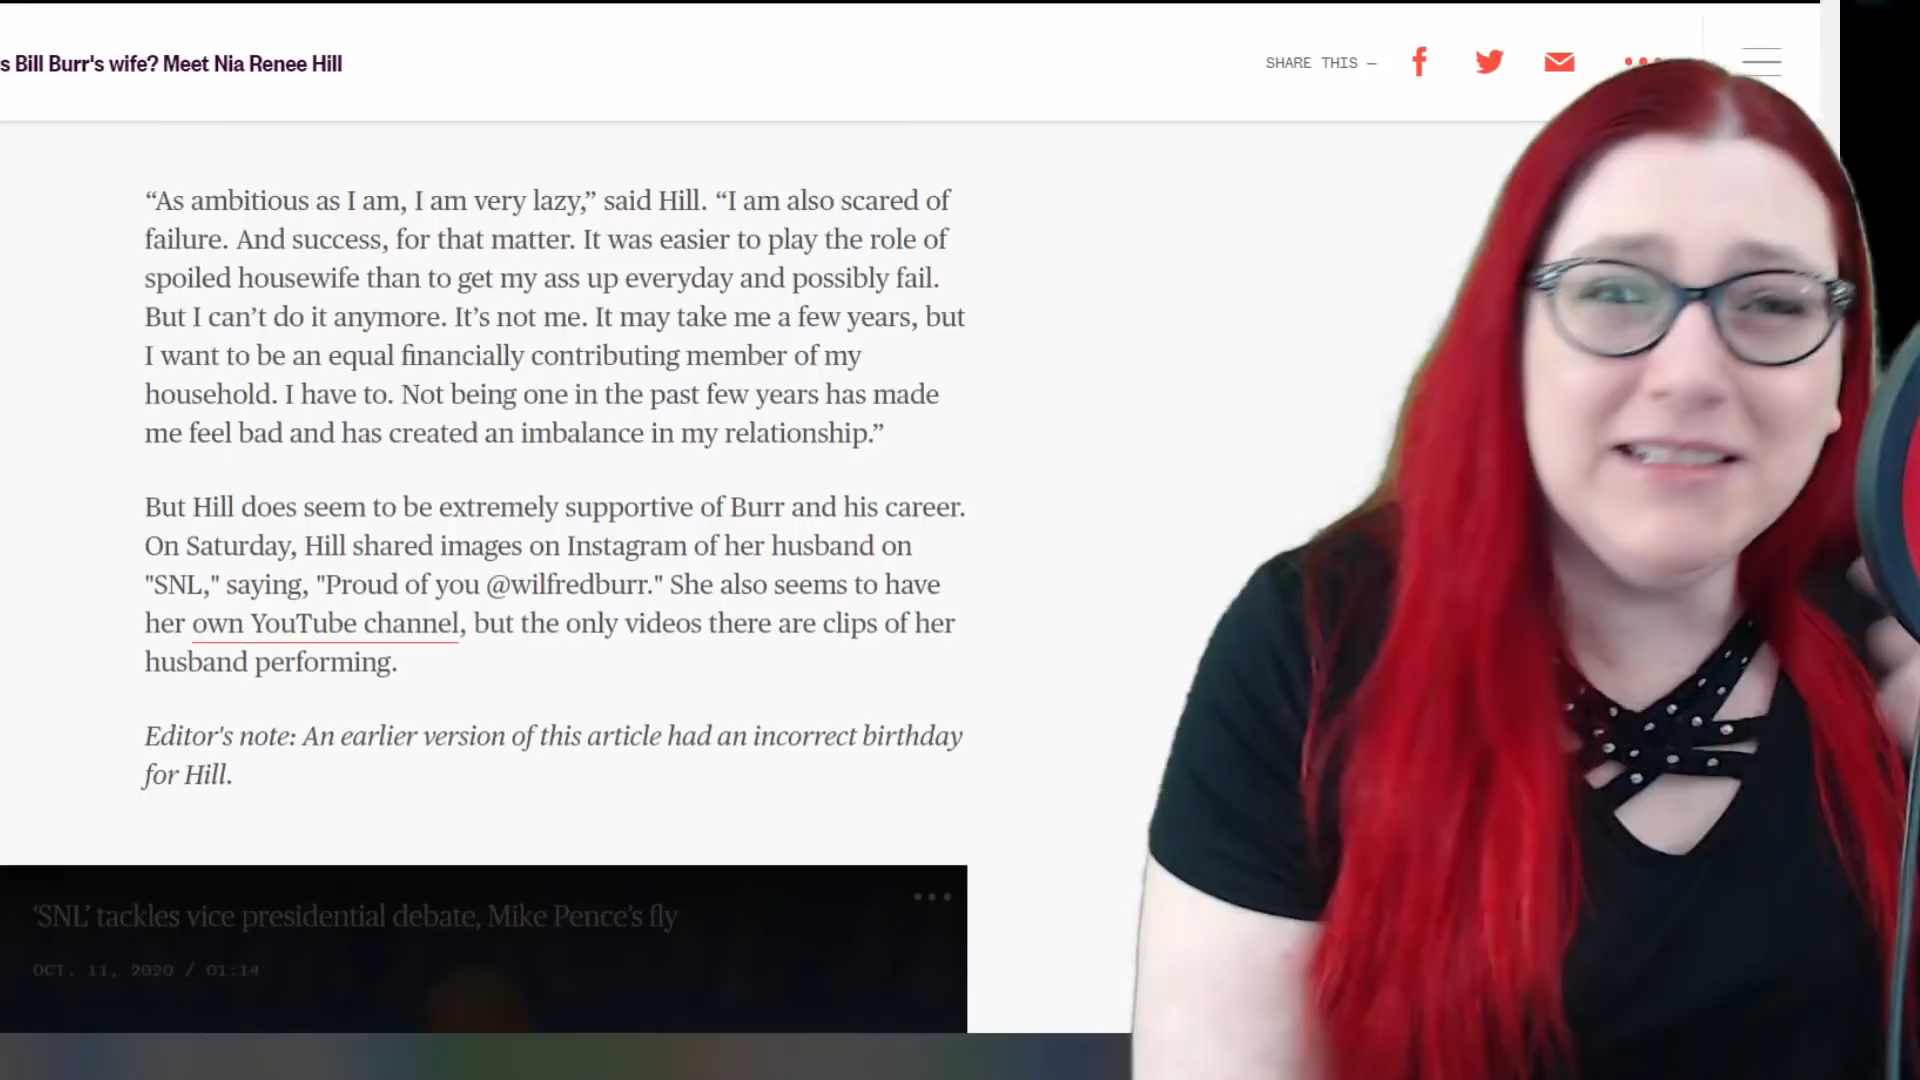 s Bill Burr's wife? Meet Nia Renee Hill
SHARE THIS —
“As ambitious as I am, I am very lazy,” said Hill. “I am also scared of
failure. And success, for that matter. It was easier to play the role of
spoiled housewife than to get my ass up everyday and possibly fail.
But I can’t do it anymore. It’s not me. It may take me a few years, but
I want to be an equal financially contributing member of my
household. I have to. Not being one in the past few years has made
me feel bad and has created an imbalance in my relationship.”
But Hill does seem to be extremely supportive of Burr and his career.
On Saturday, Hill shared images on Instagram of her husband on
"SNL," saying, "Proud of you @wilfredburr." She also seems to have
her own YouTube channel, but the only videos there are clips of her
husband performing.
Editor's note: An earlier version of this article had an incorrect birthday
for Hill.
‘SNL’ tackles vice presidential debate, Mike Pence’s fly
OCT. 11, 2020 / 01:14